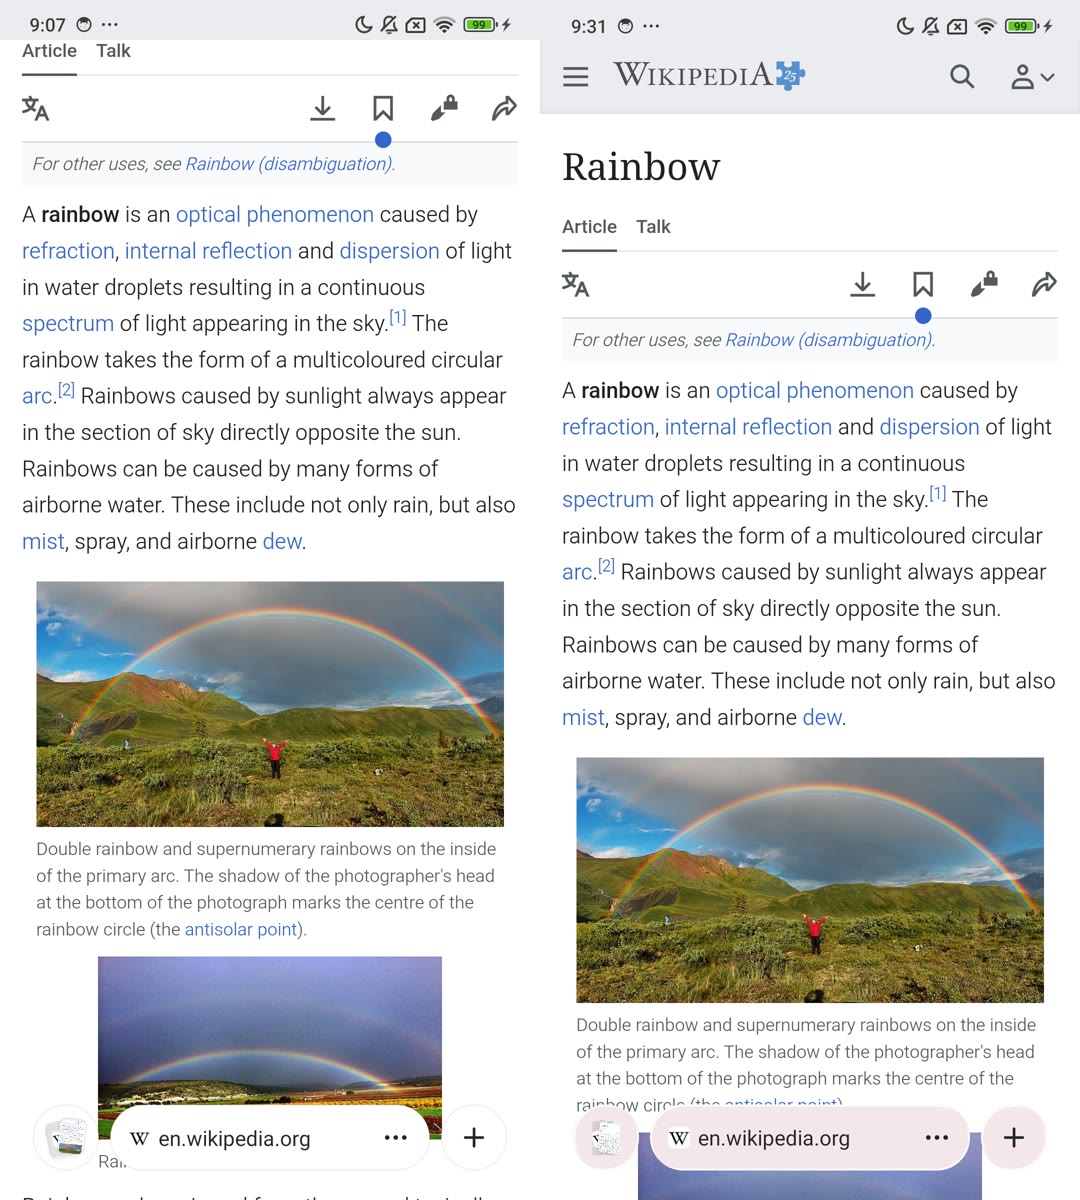 9:07 ...
99
Article Talk
For other uses, see Rainbow (disambiguation).
A rainbow is an optical phenomenon caused by
refraction, internal reflection and dispersion of light
in water droplets resulting in a continuous
spectrum of light appearing in the sky.[1] The
rainbow takes the form of a multicoloured circular
arc.[2] Rainbows caused by sunlight always appear
in the section of sky directly opposite the sun.
Rainbows can be caused by many forms of
airborne water. These include not only rain, but also
mist, spray, and airborne dew.
Double rainbow and supernumerary rainbows on the inside
of the primary arc. The shadow of the photographer's head
at the bottom of the photograph marks the centre of the
rainbow circle (the antisolar point).
W en.wikipedia.org ...
9:31 ...
99
WIKIPEDIA 25
Rainbow
Article Talk
For other uses, see Rainbow (disambiguation).
A rainbow is an optical phenomenon caused by
refraction, internal reflection and dispersion of light
in water droplets resulting in a continuous
spectrum of light appearing in the sky.[1] The
rainbow takes the form of a multicoloured circular
arc.[2] Rainbows caused by sunlight always appear
in the section of sky directly opposite the sun.
Rainbows can be caused by many forms of
airborne water. These include not only rain, but also
mist, spray, and airborne dew.
Double rainbow and supernumerary rainbows on the inside
of the primary arc. The shadow of the photographer's head
at the bottom of the photograph marks the centre of the
rainbow circle (the antisolar point)
W en.wikipedia.org ...